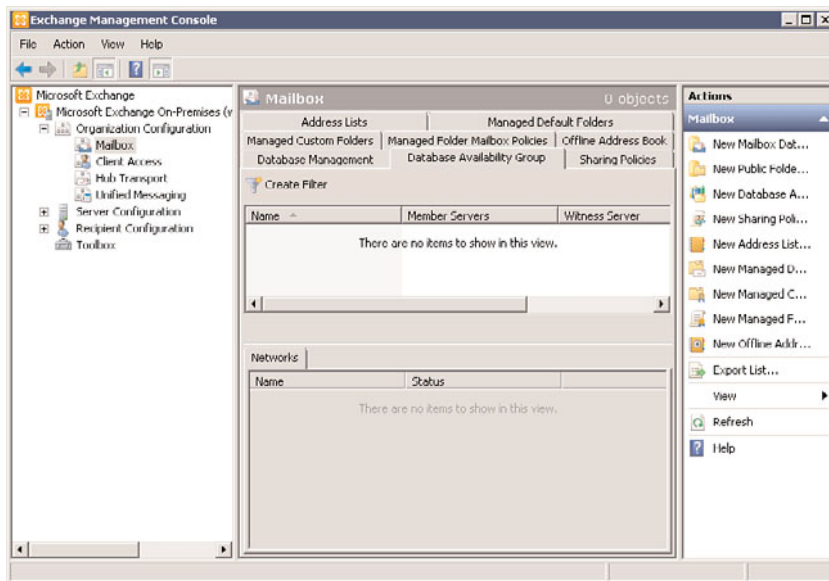 Exchange Management Console
File Action View Help
Microsoft Exchange
Microsoft Exchange On-Premises (w
Organization Configuration
Mailbox
Client Access
Hub Transport
Unified Messaging
Server Configuration
Recipient Configuration
Toolbox
Mailbox 0 objects
Address Lists Managed Default Folders
Managed Custom Folders Managed Folder Mailbox Policies Offline Address Book
Database Management Database Availability Group Sharing Policies
Create Filter
Name Member Servers Witness Server
There are no items to show in this view.
Networks
Name Status
There are no items to show in this view.
Actions
Mailbox
New Mailbox Dat...
New Public Folde...
New Database A...
New Sharing Poli...
New Address List...
New Managed D...
New Managed C...
New Managed F...
New Offline Addr...
Export List...
View
Refresh
Help